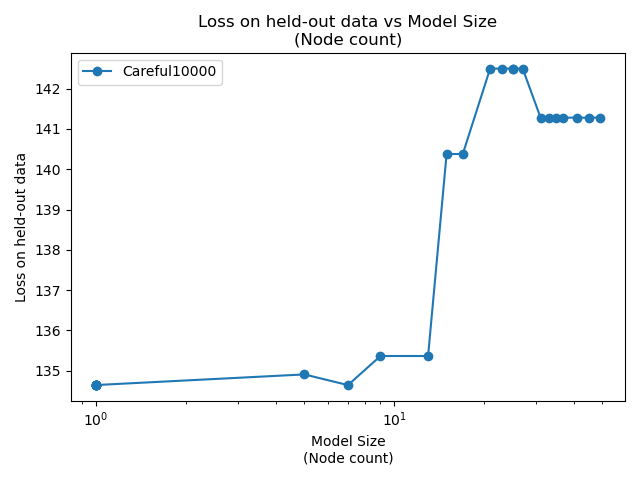 Loss on held-out data vs Model Size
(Node count)
Careful10000
Loss on held-out data
142
141
140
139
138
137
136
135
10⁰
10¹
Model Size
(Node count)